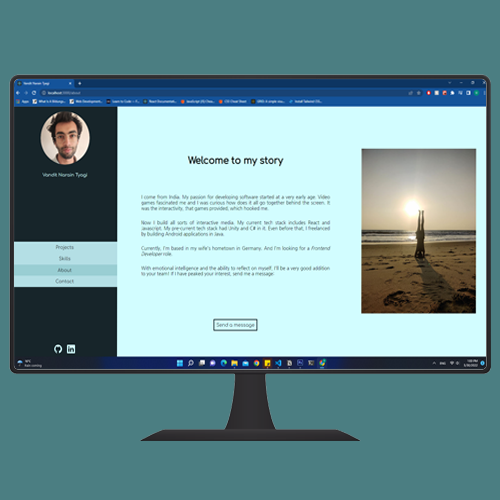 Vandit Narsin Tyagi
localhost
Apps
Vandit Narsin Tyagi
Projects
Skills
About
Contact
Welcome to my story
I come from India. My passion for developing software started at a very early age. Video
games fascinated me and I was curious how does it all go together behind the screen. It
was the interactivity, that games provided, which hooked me.
Now I build all sorts of interactive media. My current tech stack includes React and
Javascript. My pre-current tech stack had Unity and C# in it. Even before that, I freelanced
By building Android applications in Java.
Currently, I'm based in my wife's hometown in Germany. And I'm looking for a Frontend
Developer role.
With emotional intelligence and the ability to reflect on myself, I'll be a very good addition
to your team! If I have peaked your interest, send me a message:
Send a message